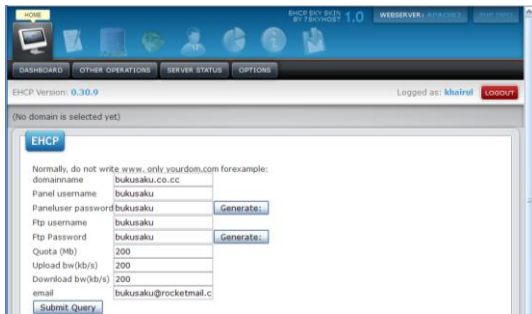 HOME
EHCP SKY SKIN
BY TSKYHOST 1.0
WEBSERVER:
DASHBOARD OTHER OPERATIONS SERVER STATUS OPTIONS
EHCP Version: 0.30.9 Logged as: khairul LOGOUT
(No domain is selected yet)
EHCP
Normally, do not write www. only yourdom.com forexample:
domainname bukusaku.co.cc
Panel username bukusaku
Paneluser password bukusaku Generate:
Ftp username bukusaku
Ftp Password bukusaku Generate:
Quota (Mb) 200
Upload bw(kb/s) 200
Download bw(kb/s) 200
email bukusaku@rocketmail.c
Submit Query